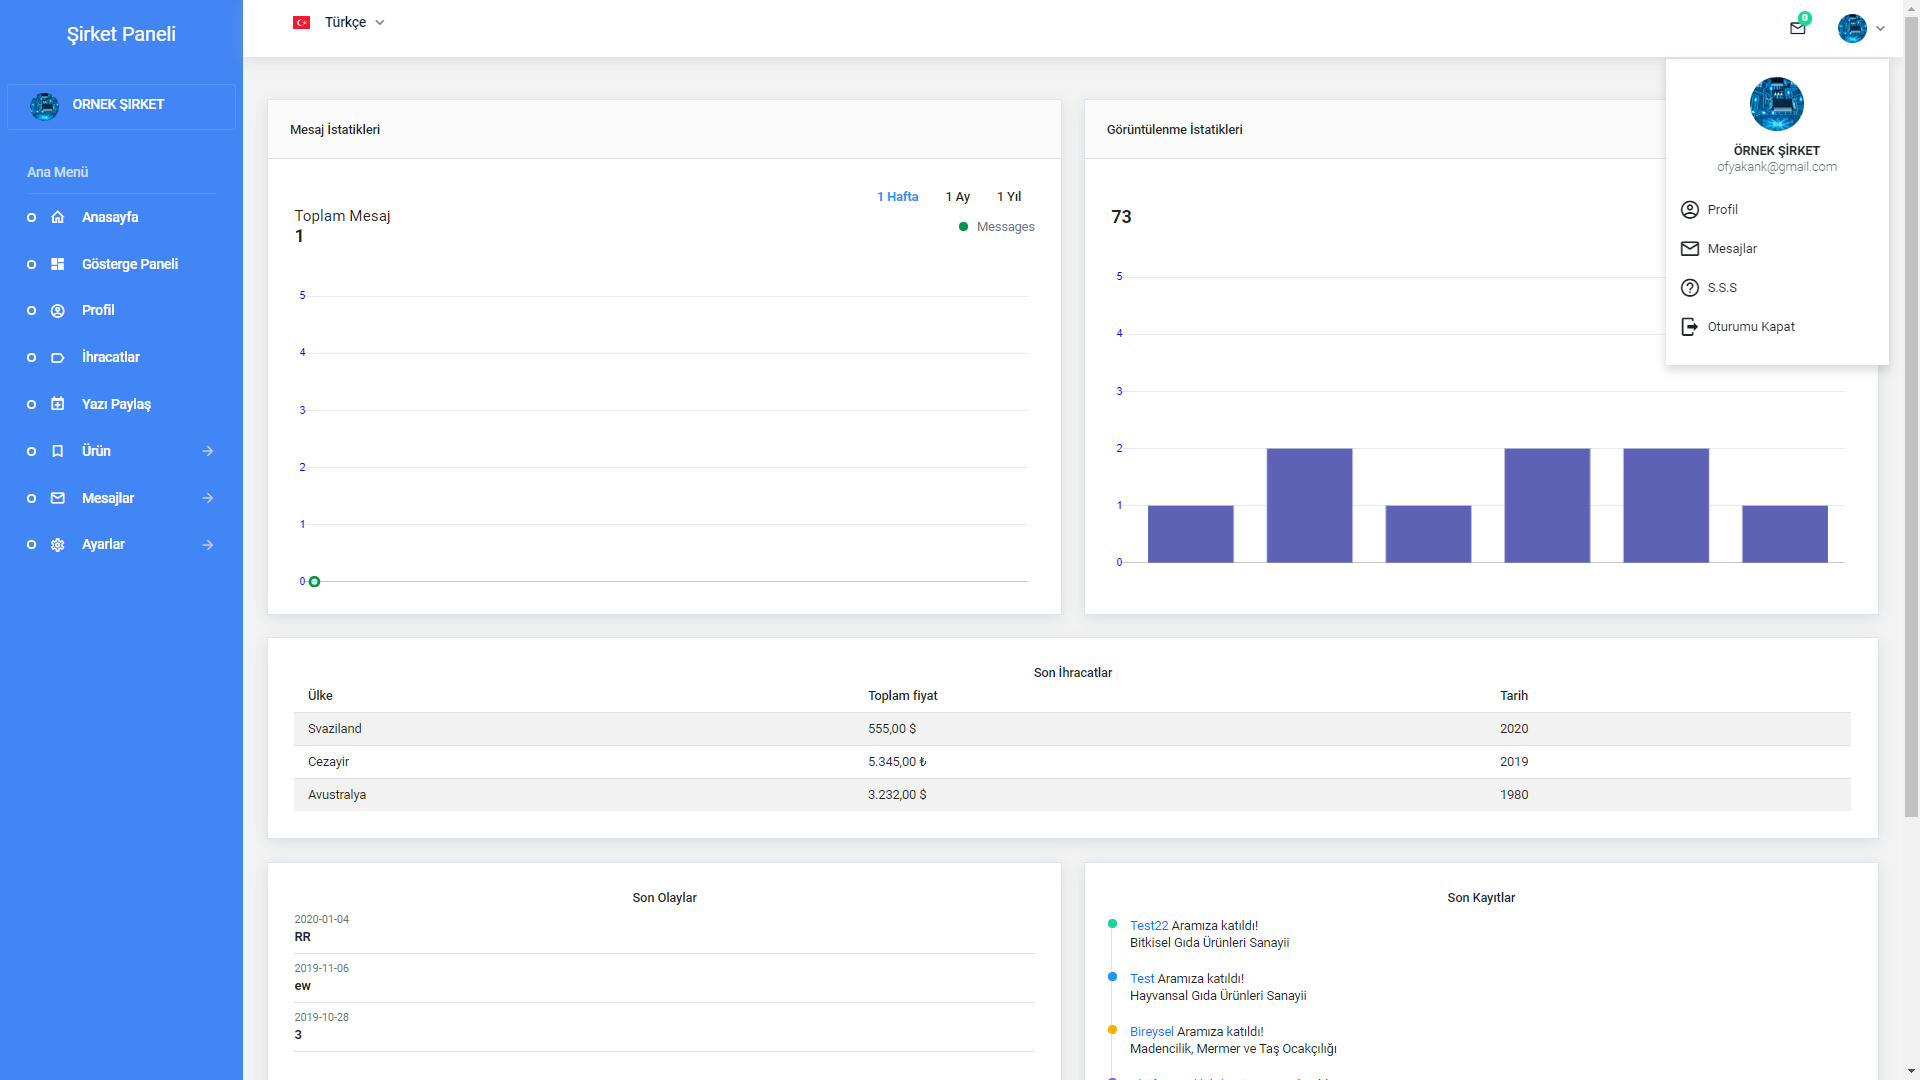 Şirket Paneli
ORNEK ŞIRKET
Ana Menü
Anasayfa
Gösterge Paneli
Profil
İhracatlar
Yazı Paylaş
Ürün
Mesajlar
Ayarlar
Türkçe
0
ÖRNEK ŞİRKET
ofyakank@gmail.com
Profil
Mesajlar
S.S.S
Oturumu Kapat
Mesaj İstatikleri
1 Hafta 1 Ay 1 Yıl
Toplam Mesaj
1
Messages
5
4
3
2
1
0
Görüntülenme İstatikleri
73
5
4
3
2
1
0
Son İhracatlar
Ülke Toplam fiyat Tarih
Svaziland 555,00 $ 2020
Cezayir 5.345,00 ₺ 2019
Avustralya 3.232,00 $ 1980
Son Olaylar
2020-01-04
RR
2019-11-06
ew
2019-10-28
3
Son Kayıtlar
Test22 Aramıza katıldı!
Bitkisel Gıda Ürünleri Sanayii
Test Aramıza katıldı!
Hayvansal Gıda Ürünleri Sanayii
Bireysel Aramıza katıldı!
Madencilik, Mermer ve Taş Ocakçılığı